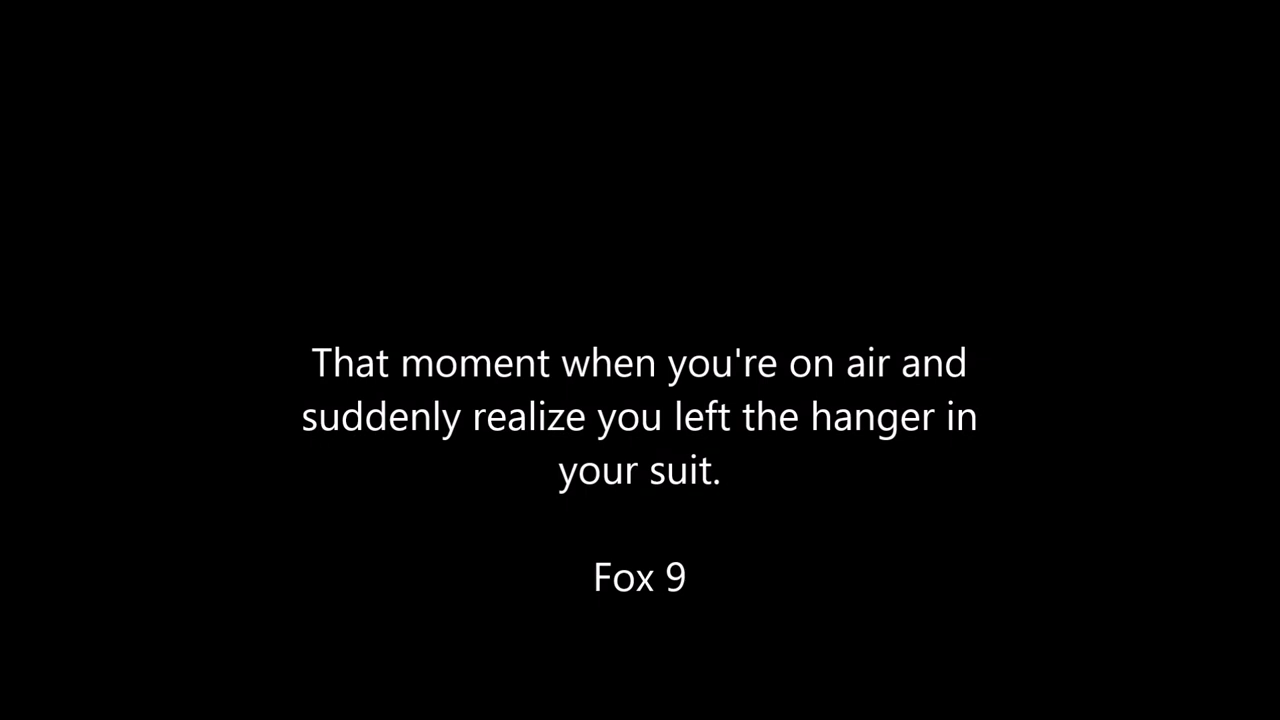 That moment when you're on air and
suddenly realize you left the hanger in
your suit.
Fox 9